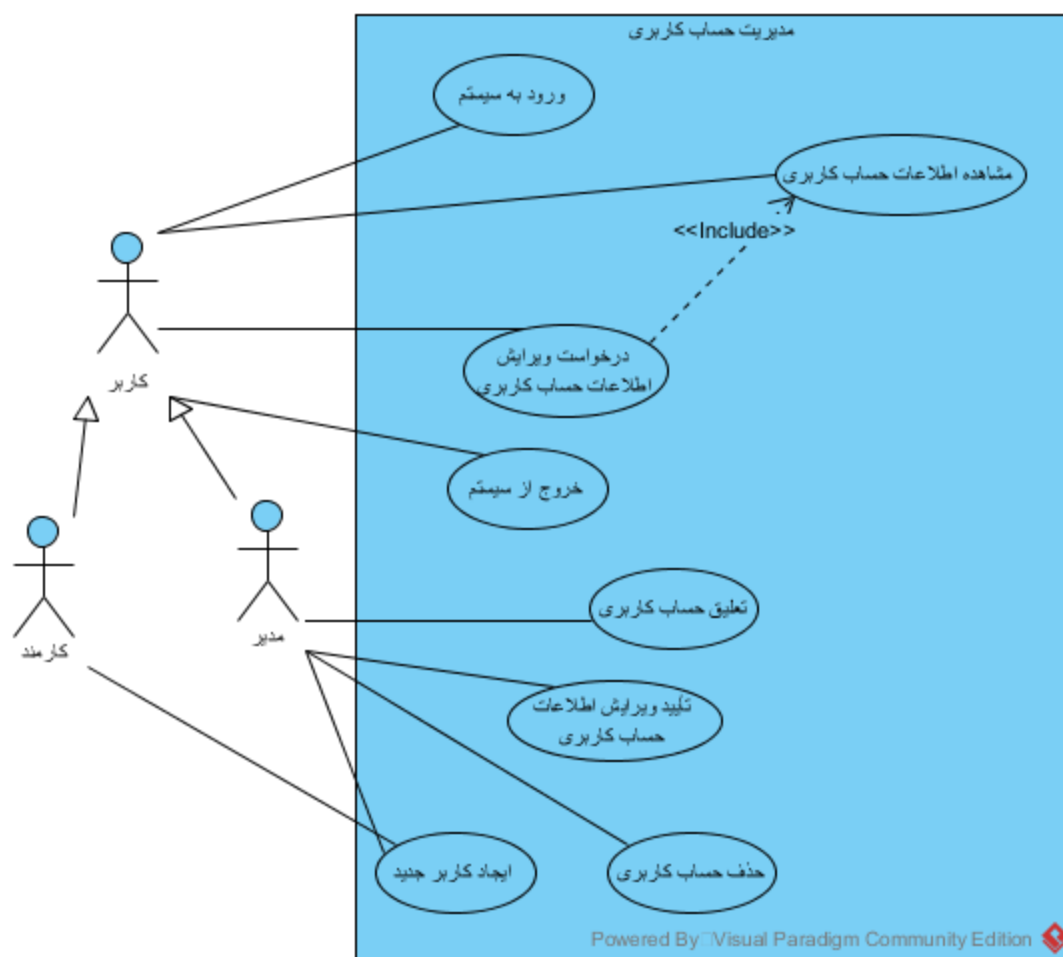 مدیریت حساب کاربری
ورود به سیستم
مشاهده اطلاعات حساب کاربری
<<Include>>
درخواست ویرایش
اطلاعات حساب کاربری
کاربر
خروج از سیستم
کارمند
مدیر
تعلیق حساب کاربری
تأیید ویرایش اطلاعات
حساب کاربری
ایجاد کاربر جدید
حذف حساب کاربری
Powered By Visual Paradigm Community Edition